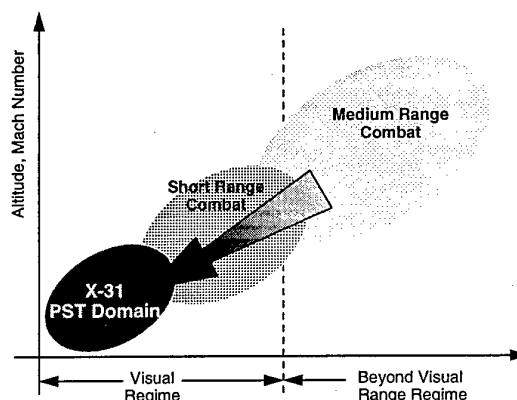 Altitude, Mach Number
Medium Range
Combat
Short Range
Combat
X-31
PST Domain
Visual
Regime
Beyond Visual
Range Regime